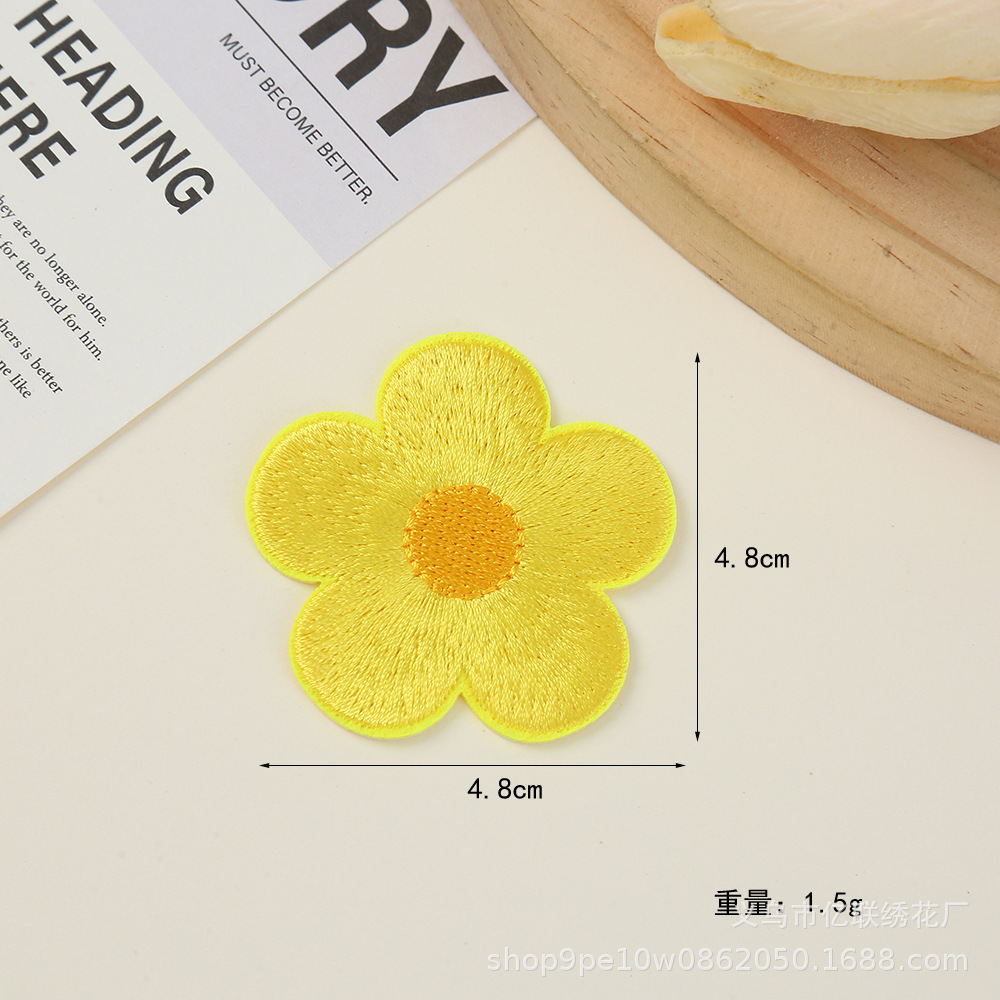 HEADING
ERE
RY
MUST BECOME BETTER.
hey are no longer alone.
for the world for him.
thers is better
ne like
4.8cm
4.8cm
重量: 1.5g
义乌市亿联绣花厂
shop9pe10w0862050.1688.com